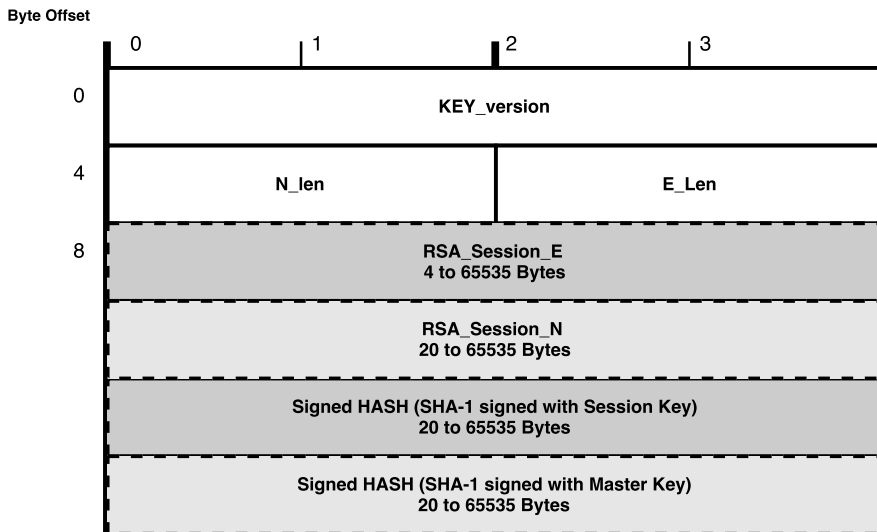 Byte Offset
0 1 2 3
0 KEY_version
4 N_len E_Len
8 RSA_Session_E
4 to 65535 Bytes
RSA_Session_N
20 to 65535 Bytes
Signed HASH (SHA-1 signed with Session Key)
20 to 65535 Bytes
Signed HASH (SHA-1 signed with Master Key)
20 to 65535 Bytes